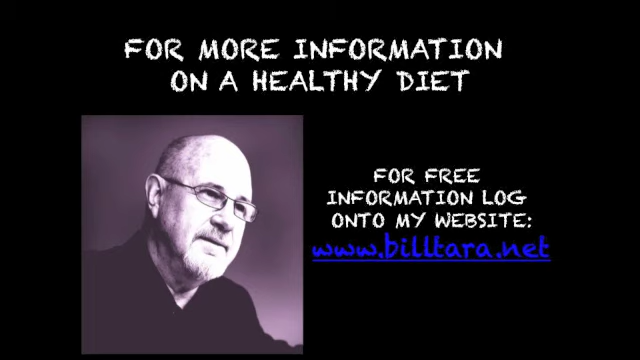 FOR MORE INFORMATION
ON A HEALTHY DIET
FOR FREE
INFORMATION LOG
ONTO MY WEBSITE:
www.billtara.net